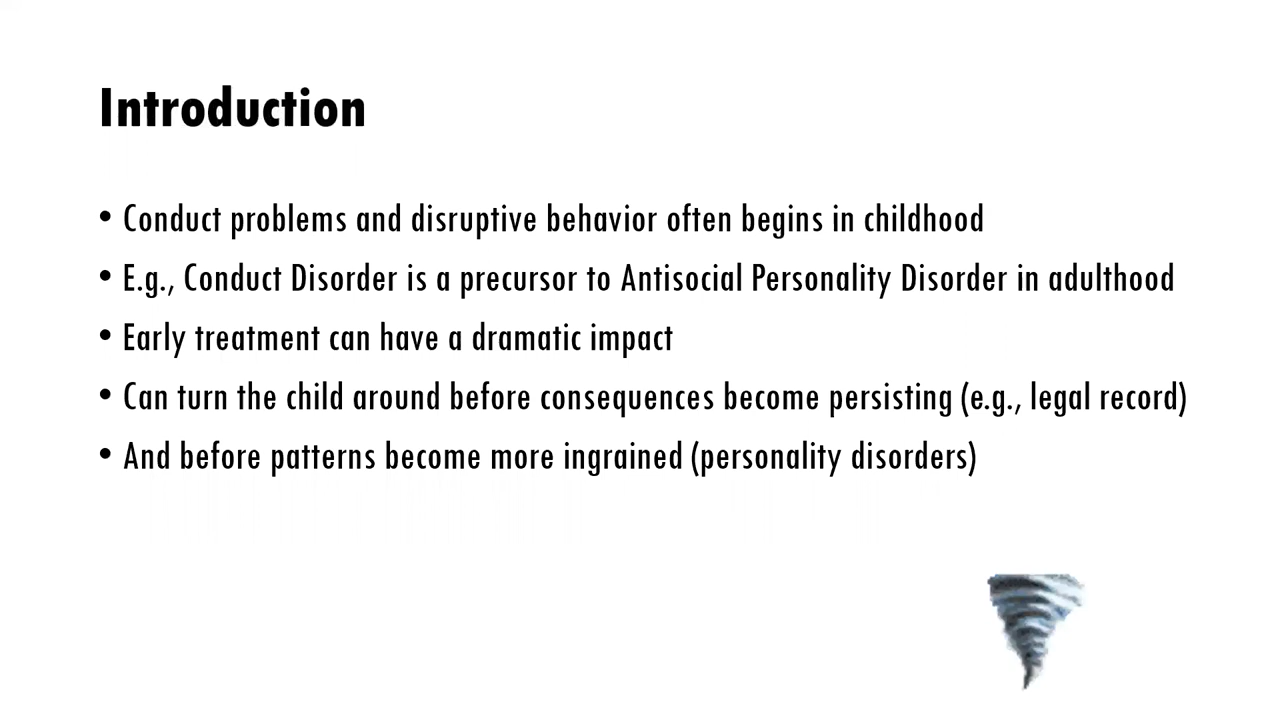 Introduction
• Conduct problems and disruptive behavior often begins in childhood
• E.g., Conduct Disorder is a precursor to Antisocial Personality Disorder in adulthood
• Early treatment can have a dramatic impact
• Can turn the child around before consequences become persisting (e.g., legal record)
• And before patterns become more ingrained (personality disorders)